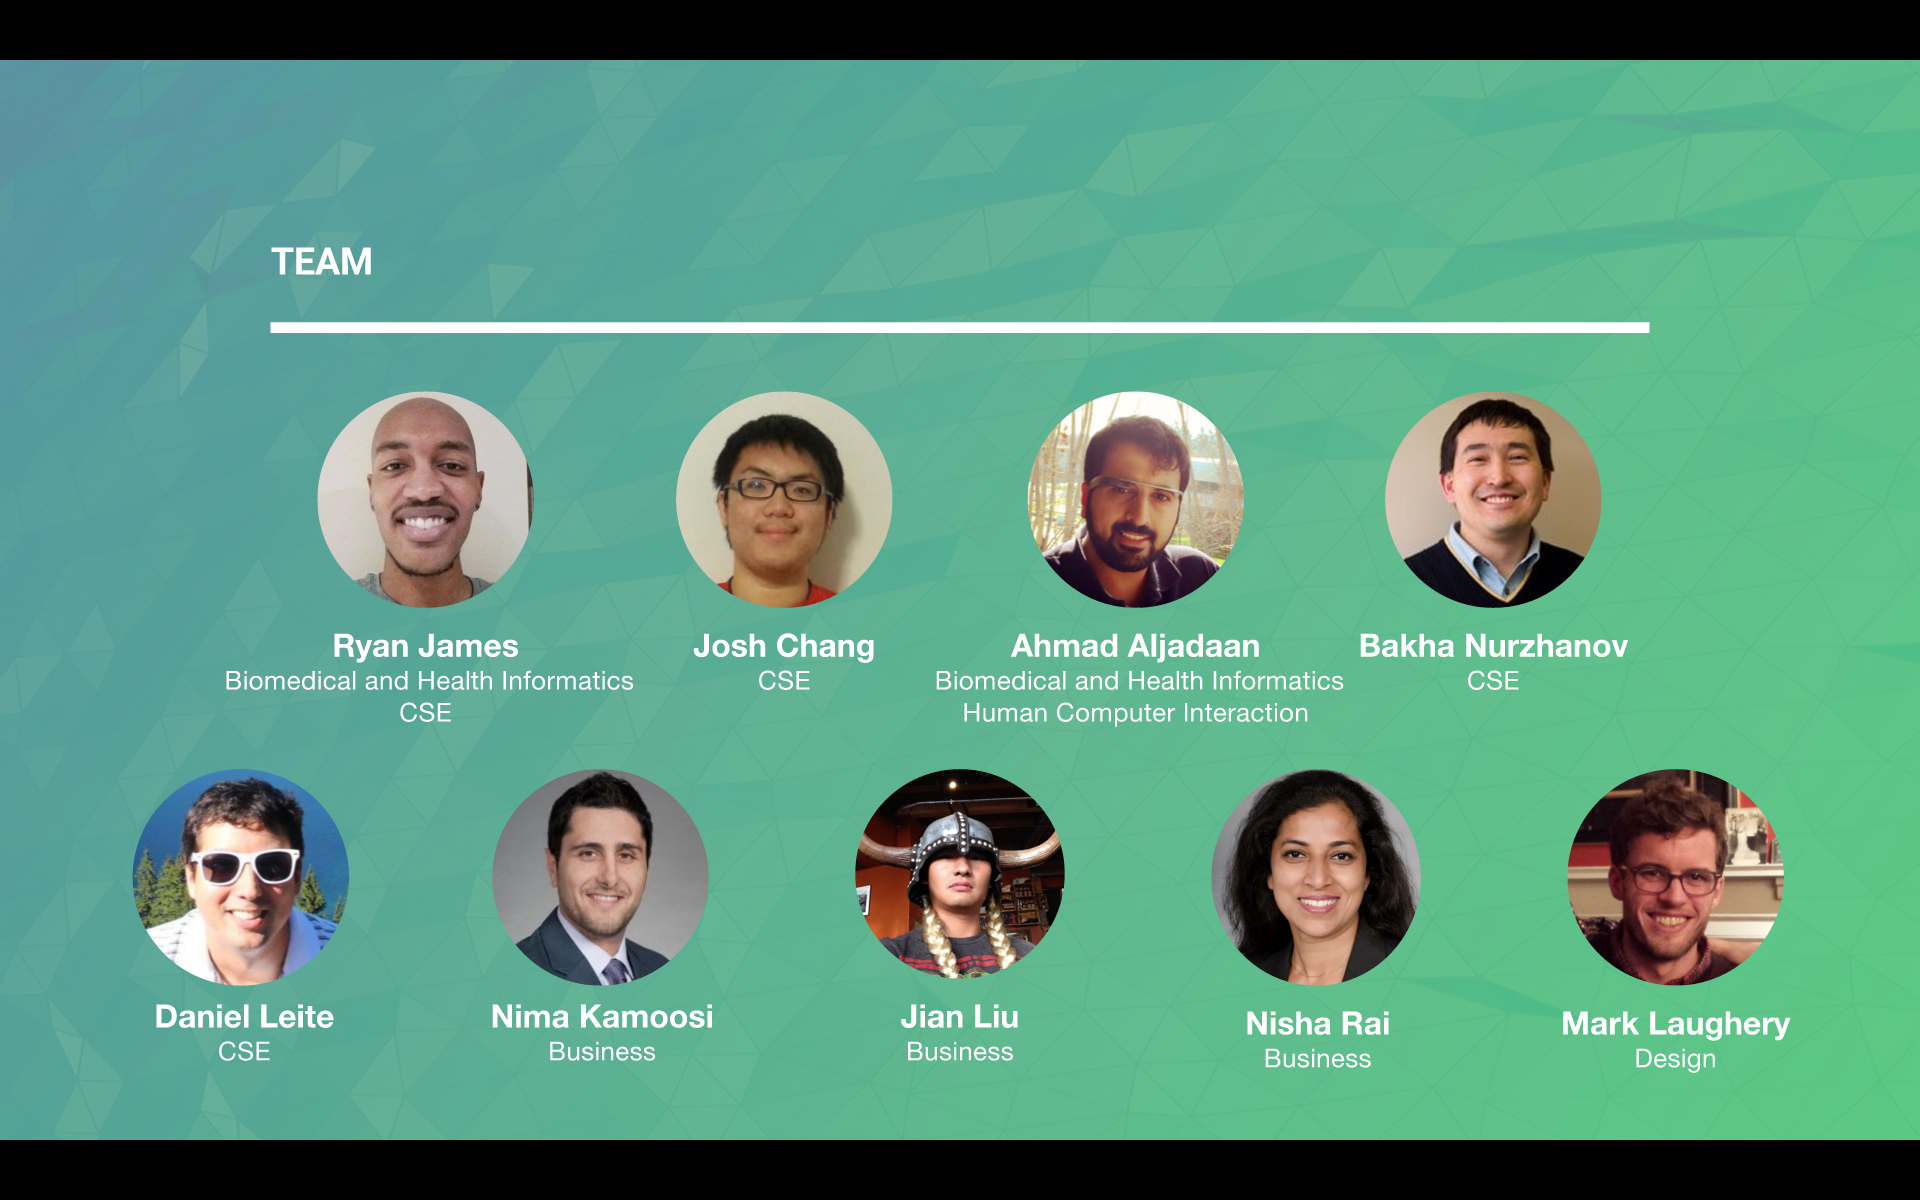 TEAM
Ryan James
Biomedical and Health Informatics
CSE
Josh Chang
CSE
Ahmad Aljadaan
Biomedical and Health Informatics
Human Computer Interaction
Bakha Nurzhanov
CSE
Daniel Leite
CSE
Nima Kamoosi
Business
Jian Liu
Business
Nisha Rai
Business
Mark Laughery
Design